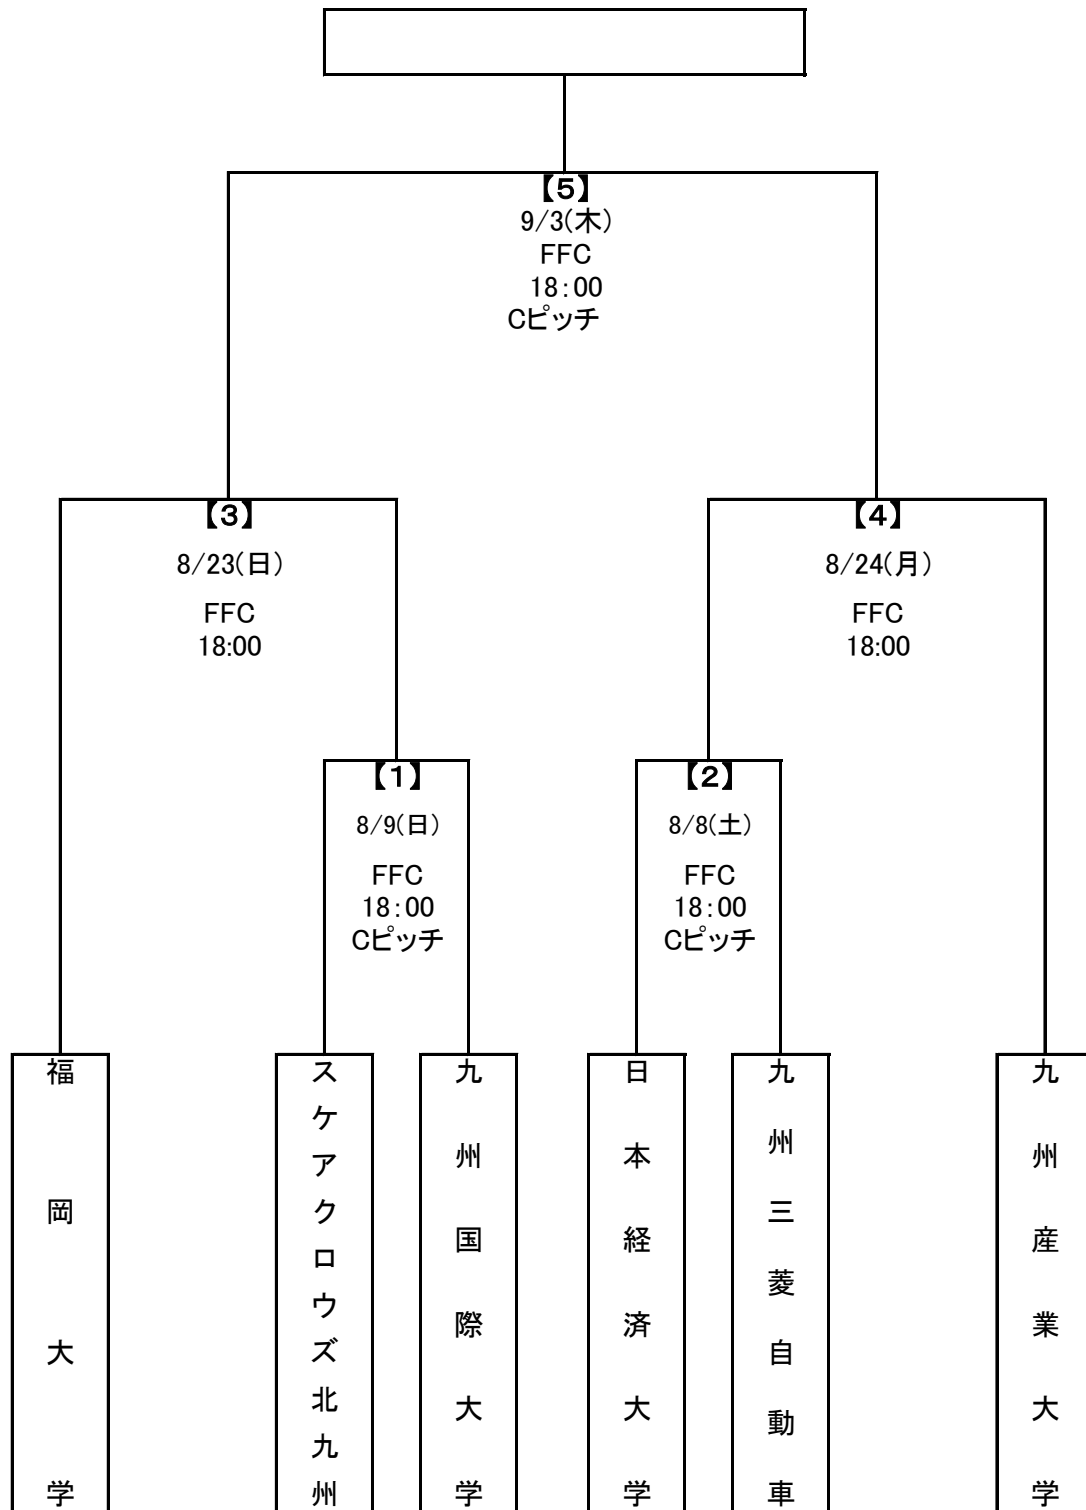 【5】
9/3(木)
FFC
18:00
Cピッチ
【3】
8/23(日)
FFC
18:00
【4】
8/24(月)
FFC
18:00
【1】
8/9(日)
FFC
18:00
Cピッチ
【2】
8/8(土)
FFC
18:00
Cピッチ
福岡大学
スケアクロウズ北九州
九州国際大学
日本経済大学
九州三菱自動車
九州産業大学